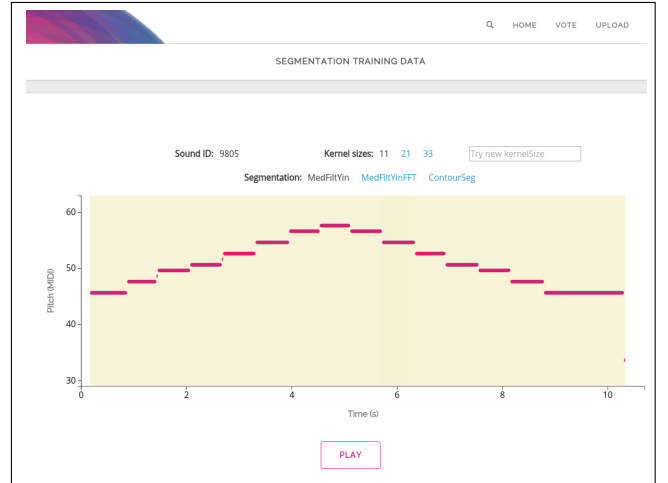 HOME VOTE UPLOAD
SEGMENTATION TRAINING DATA
Sound ID: 9805 Kernel sizes: 11 21 33 Try new kernelSize
Segmentation: MedFiltYin MedFiltYinFFT ContourSeg
60
50
40
30
Pitch (MIDI)
0 2 4 6 8 10
Time (s)
PLAY